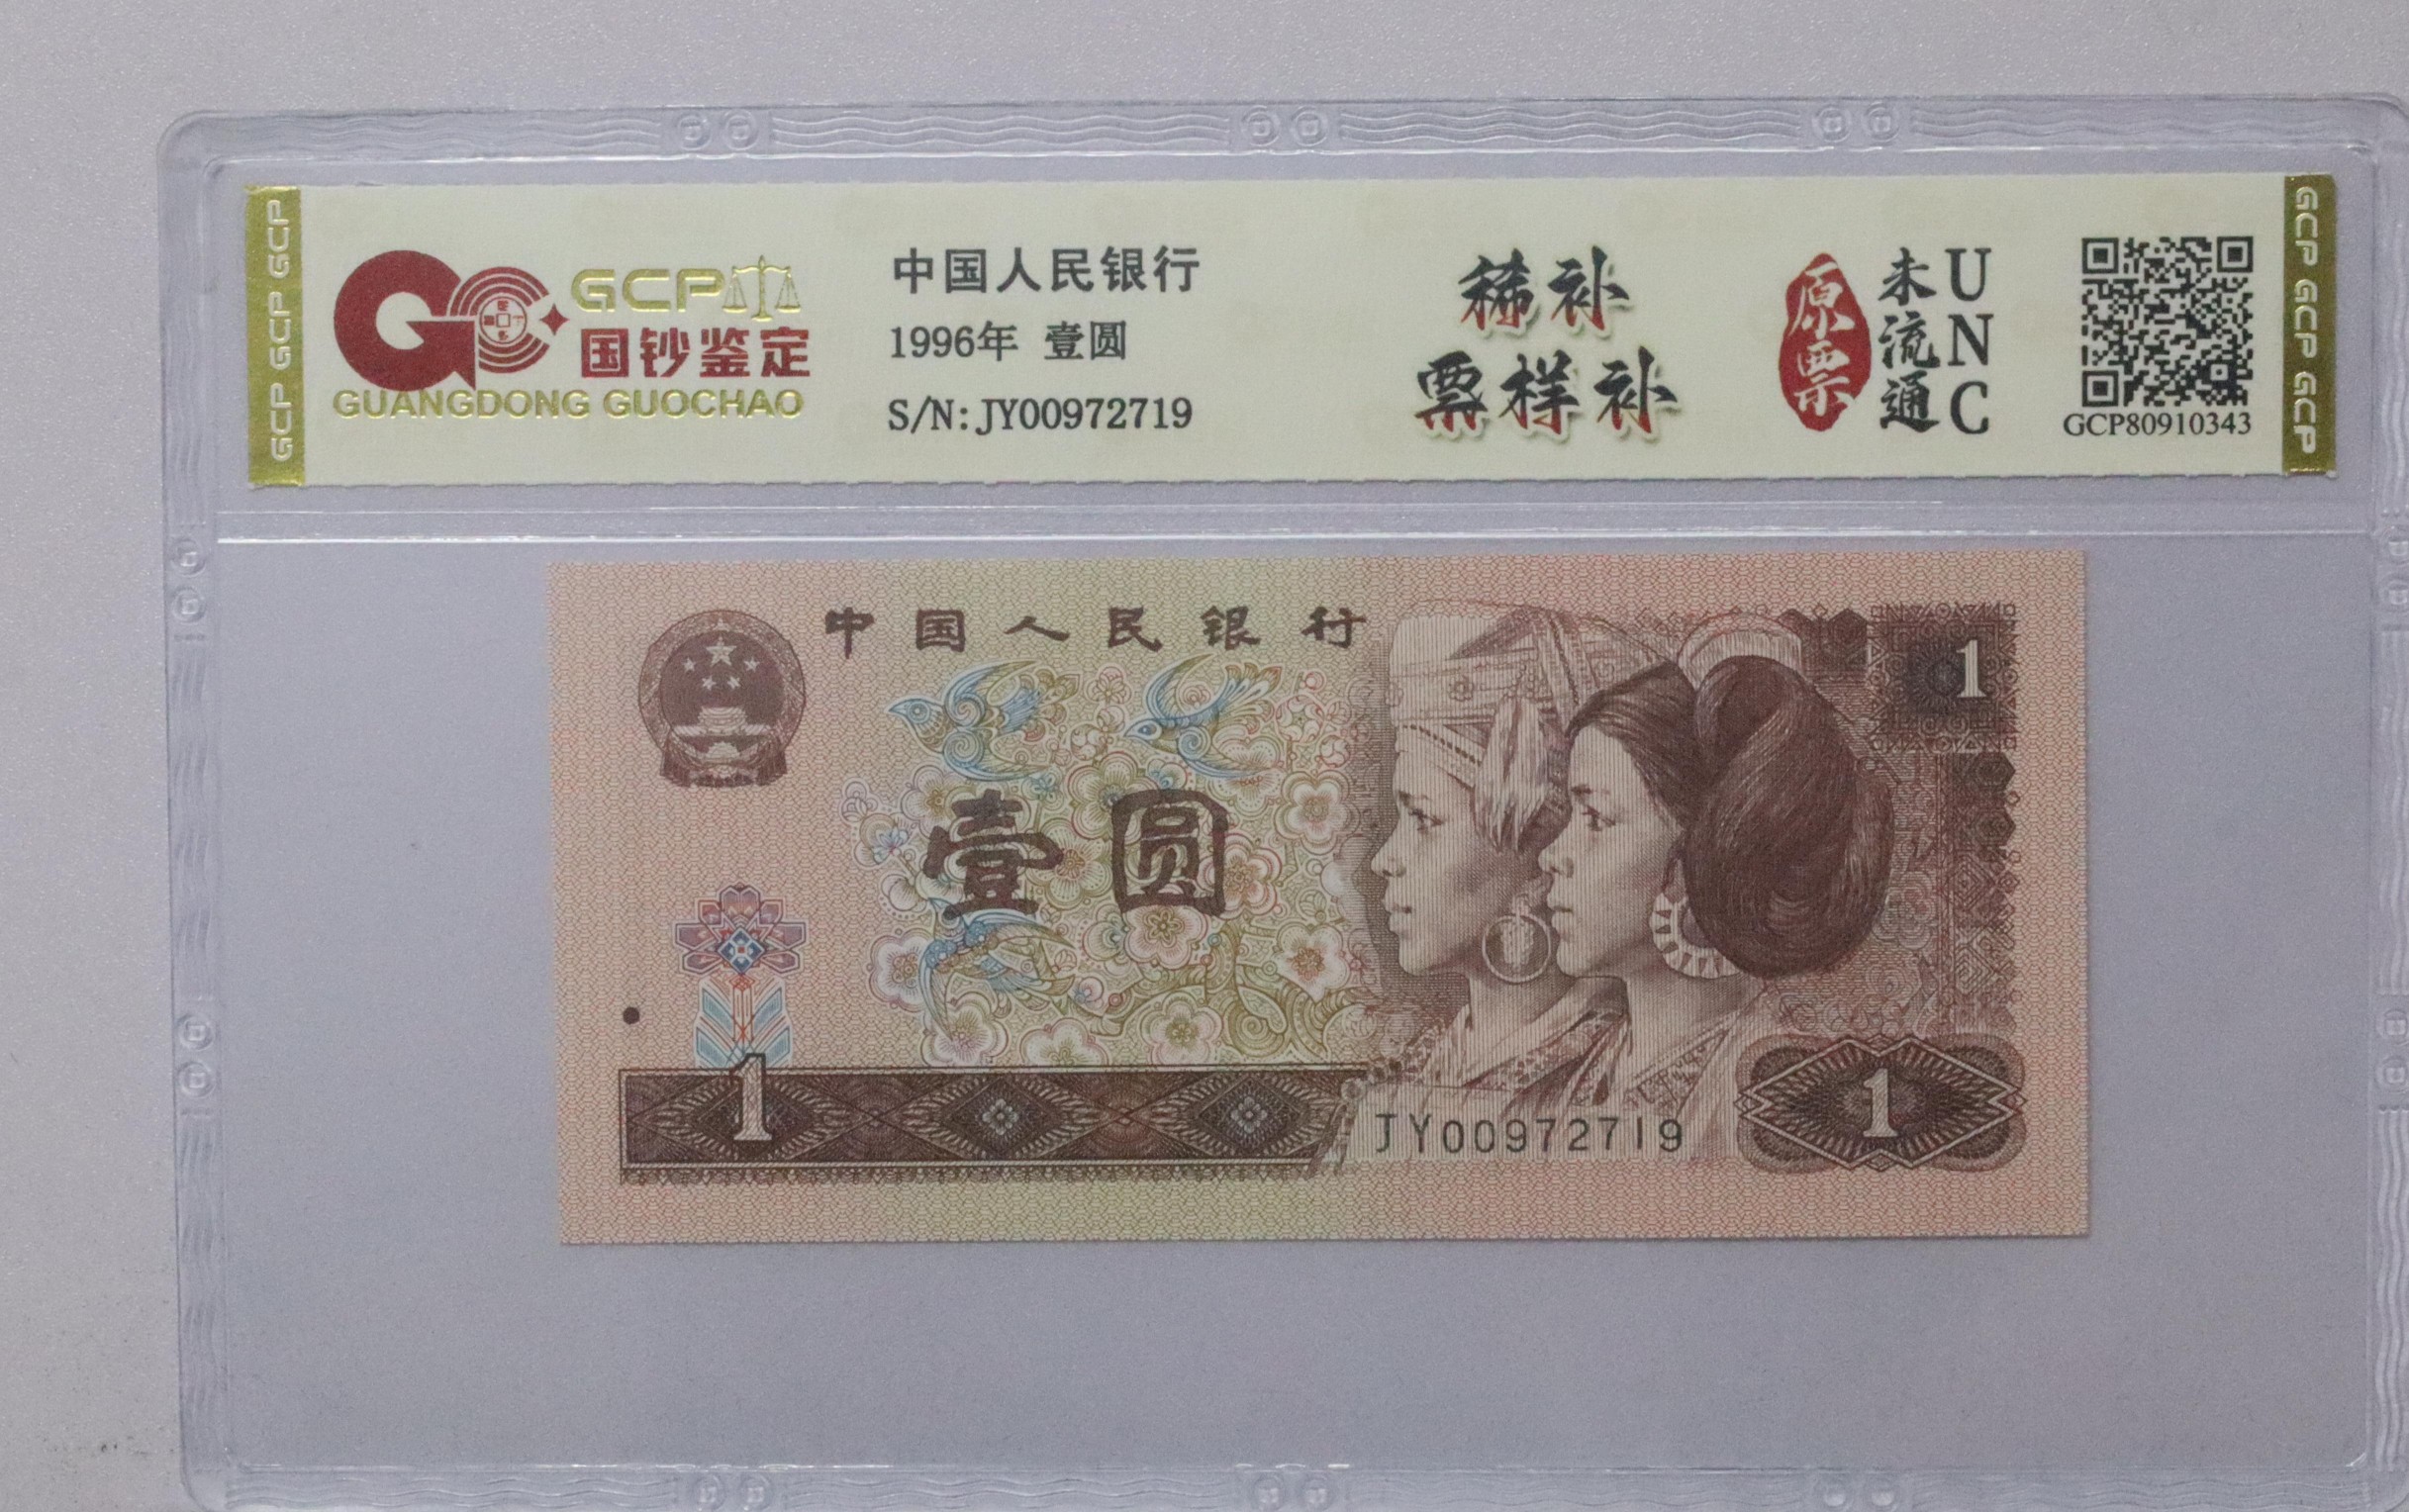 GCP GCP GCP
GCP
国钞鉴定
GUANGDONG GUOCHAO
中国人民银行
1996年 壹圆
S/N: JY00972719
稀补
票样补
原票
未流通
UNC
GCP80910343
GCP GCP GCP
中国人民银行
1
壹圆
1
JY00972719
1